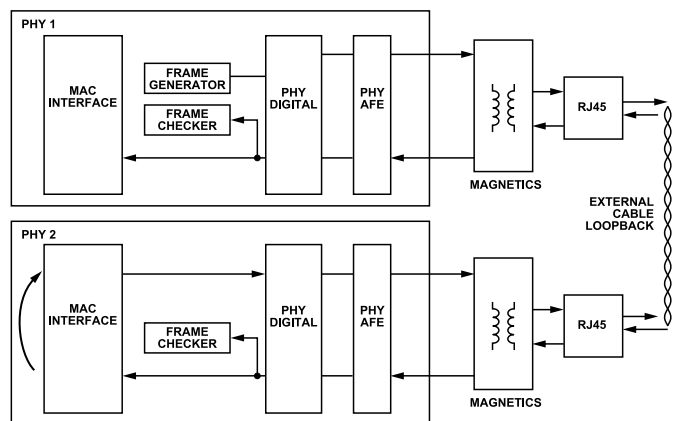 PHY 1
MAC
INTERFACE
FRAME
GENERATOR
FRAME
CHECKER
PHY
DIGITAL
PHY
AFE
MAGNETICS
RJ45
EXTERNAL
CABLE
LOOPBACK
PHY 2
MAC
INTERFACE
FRAME
CHECKER
PHY
DIGITAL
PHY
AFE
MAGNETICS
RJ45